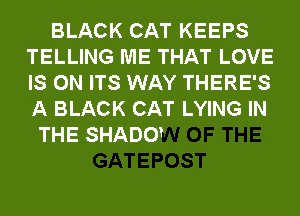 BLACK CAT KEEPS
TELLING ME THAT LOVE
IS ON ITS WAY THERE'S
A BLACK CAT LYING IN
THE SHADOW OF THE
GATEPOST